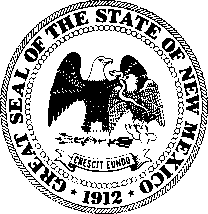 GREAT SEAL OF THE STATE OF NEW MEXICO
CRESCIT EUNDO
1912